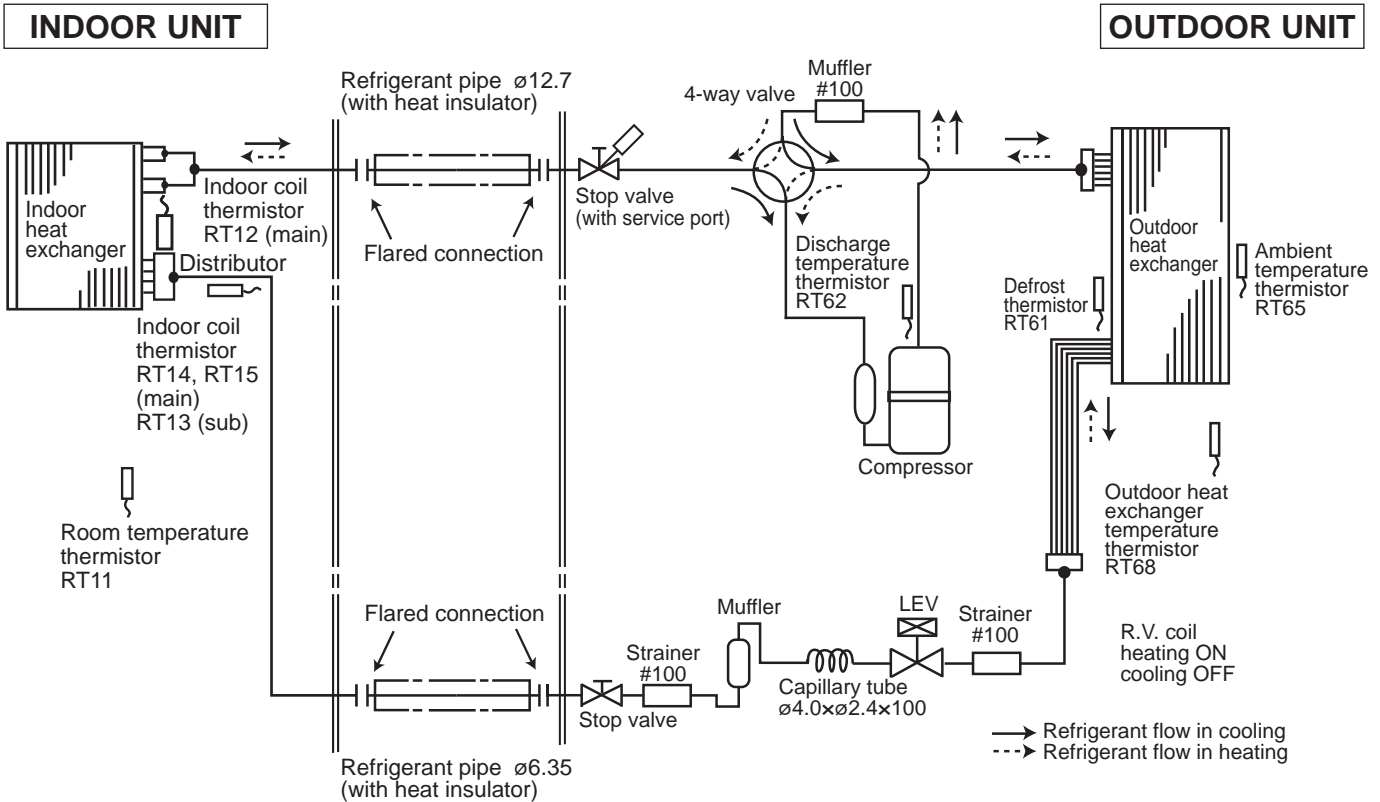 INDOOR UNIT
OUTDOOR UNIT
Refrigerant pipe ø12.7
(with heat insulator)
4-way valve
Muffler
#100
Indoor
heat
exchanger
Indoor coil
thermistor
RT12 (main)
Flared connection
Stop valve
(with service port)
Distributor
Discharge
temperature
thermistor
RT62
Outdoor
heat
exchanger
Ambient
temperature
thermistor
RT65
Defrost
thermistor
RT61
Indoor coil
thermistor
RT14, RT15
(main)
RT13 (sub)
Compressor
Room temperature
thermistor
RT11
Outdoor heat
exchanger
temperature
thermistor
RT68
Flared connection
Strainer
#100
Muffler
LEV
Strainer
#100
R.V. coil
heating ON
cooling OFF
Stop valve
Capillary tube
ø4.0×ø2.4×100
Refrigerant flow in cooling
Refrigerant flow in heating
Refrigerant pipe ø6.35
(with heat insulator)